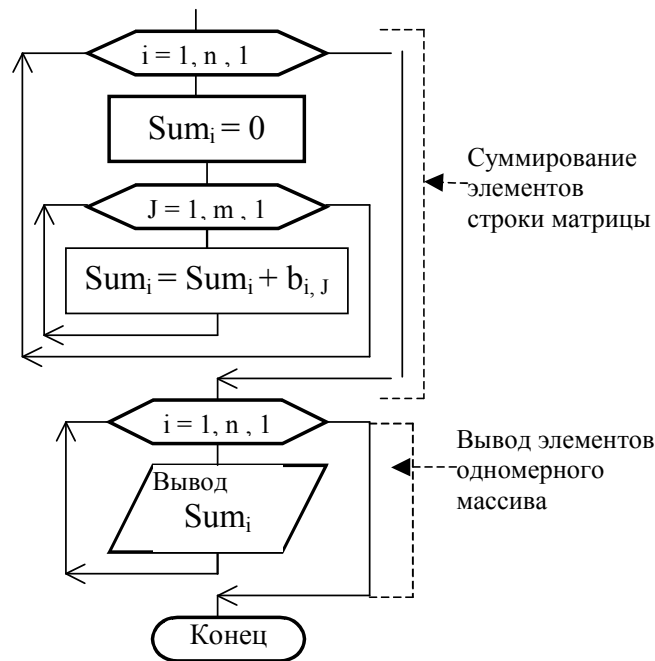 i = 1, n , 1
Sumi = 0
J = 1, m , 1
Sumi = Sumi + bi, J
Суммирование
элементов
строки матрицы
i = 1, n , 1
Вывод
Sumi
Вывод элементов
одномерного
массива
Конец